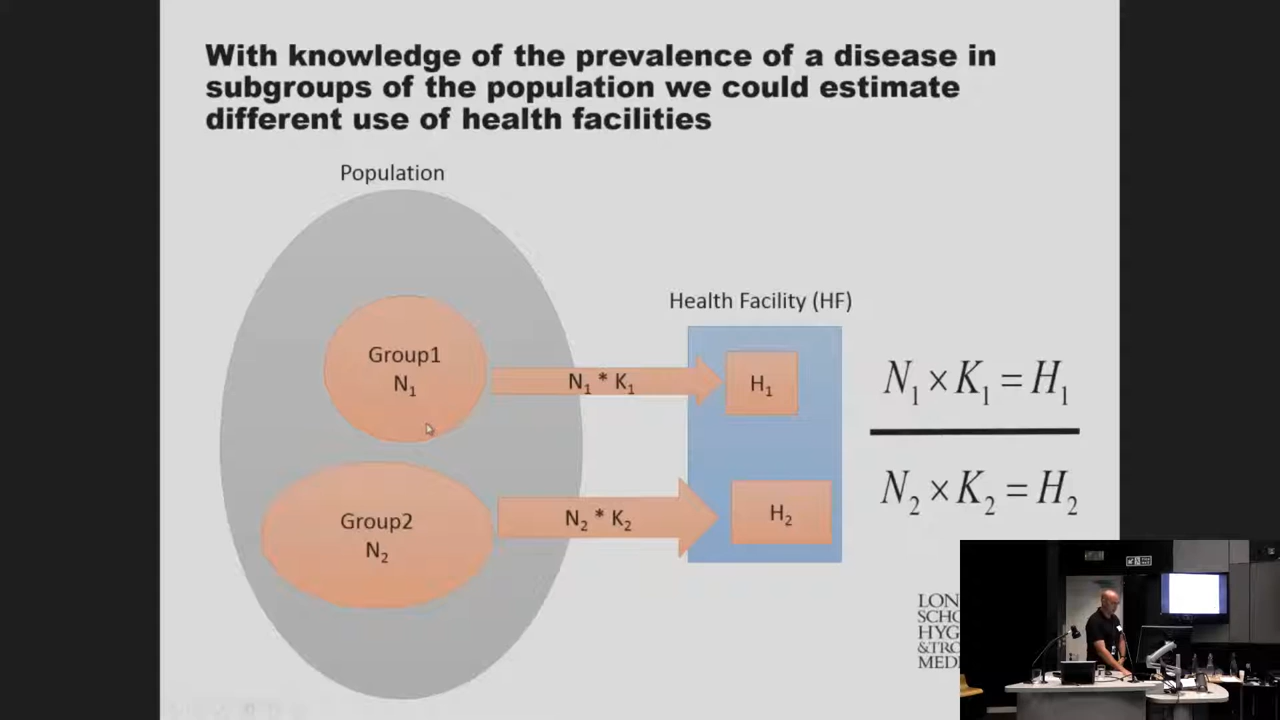 With knowledge of the prevalence of a disease in
subgroups of the population we could estimate
different use of health facilities
Population
Health Facility (HF)
Group1
N₁
N₁ * K₁
H₁
N₁ × K₁ = H₁
Group2
N₂
N₂ * K₂
H₂
N₂ × K₂ = H₂
LON
SCHO
HYG
&TRO
MEDI